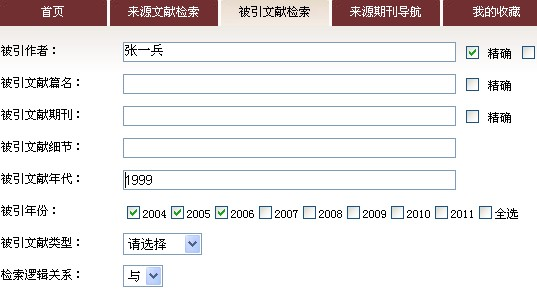 首页 来源文献检索 被引文献检索 来源期刊导航 我的收藏
被引作者： 张一兵 精确
被引文献篇名： 精确
被引文献期刊： 精确
被引文献细节：
被引文献年代： 1999
被引年份： 2004 2005 2006 2007 2008 2009 2010 2011 全选
被引文献类型： 请选择
检索逻辑关系： 与